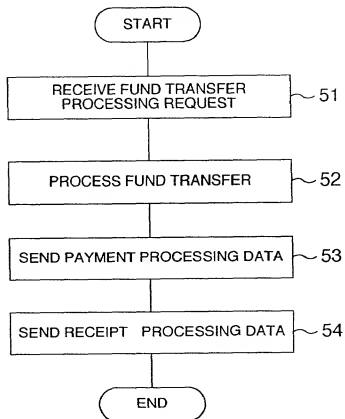 START
RECEIVE FUND TRANSFER
PROCESSING REQUEST
51
PROCESS FUND TRANSFER
52
SEND PAYMENT PROCESSING DATA
53
SEND RECEIPT PROCESSING DATA
54
END